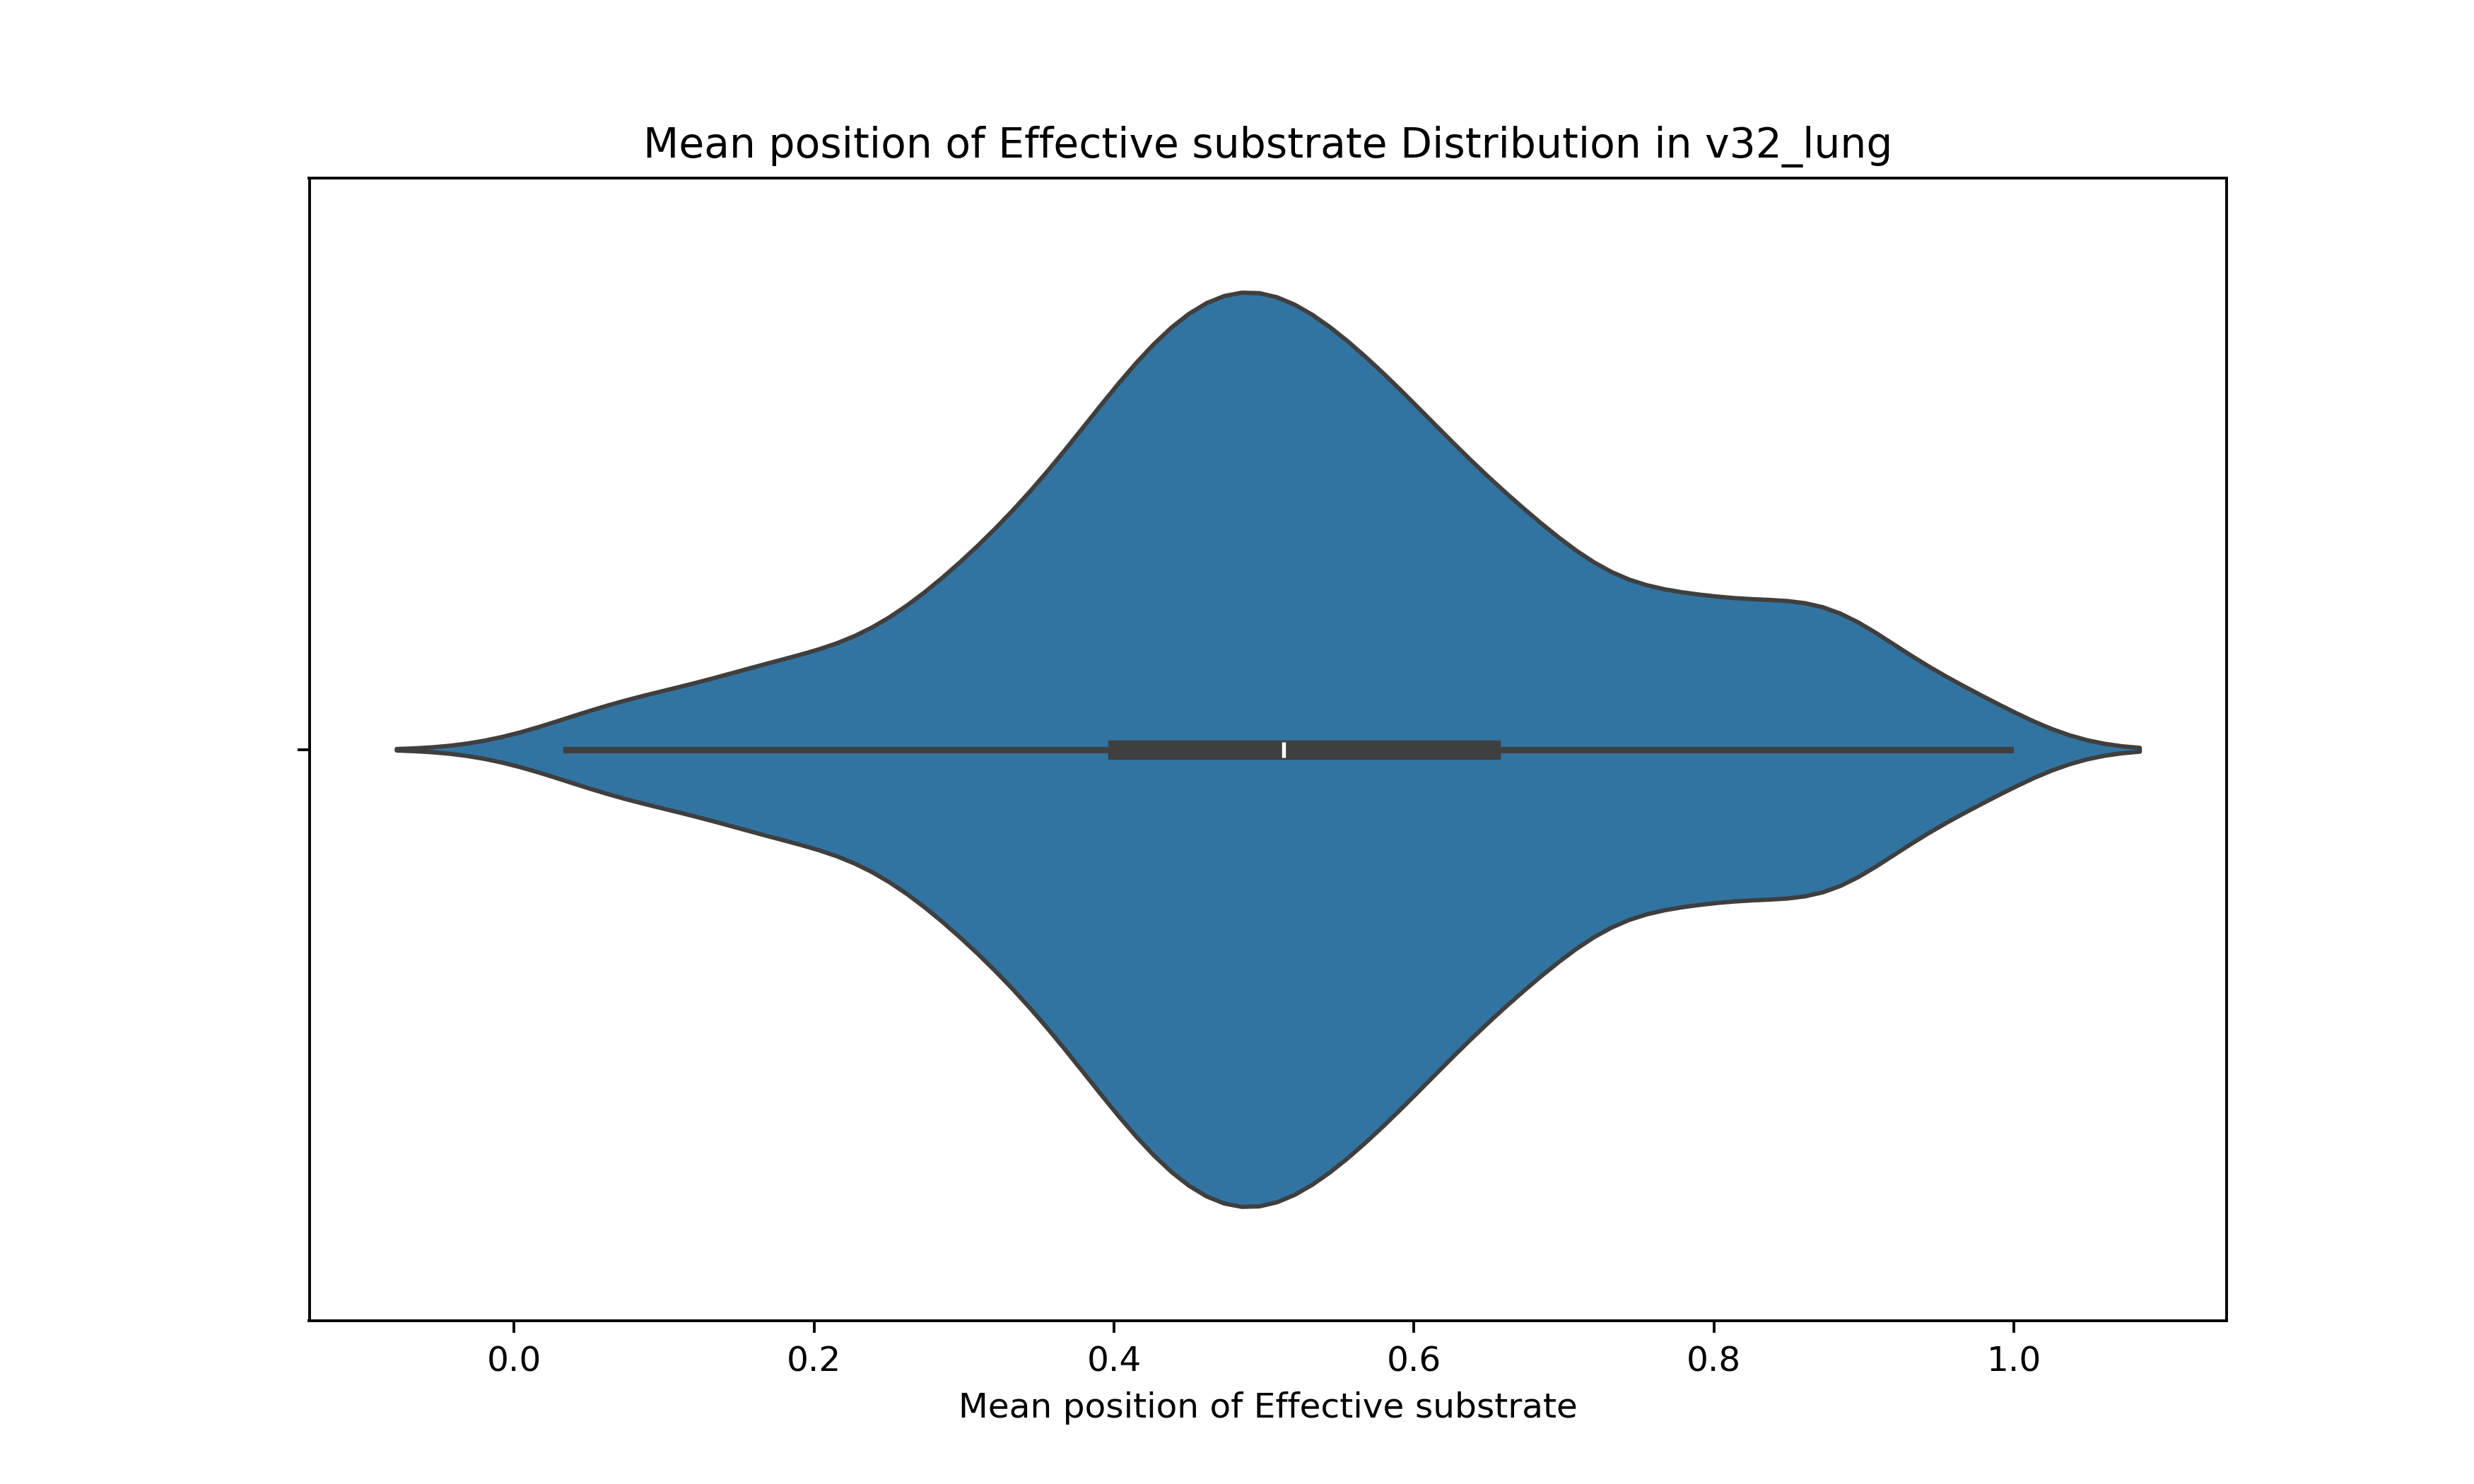 Mean position of Effective substrate Distribution in v32_lung
0.0 0.2 0.4 0.6 0.8 1.0
Mean position of Effective substrate